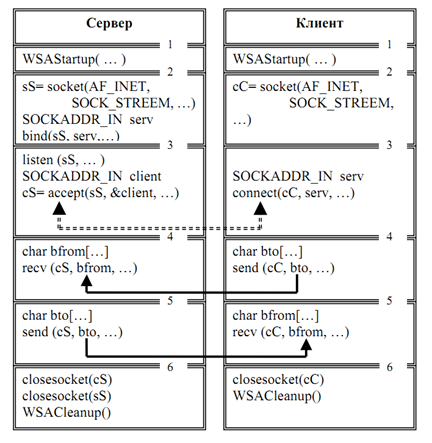 Сервер
1
WSAStartup( … )
2
sS= socket(AF_INET,
SOCK_STREEM, …)
SOCKADDR_IN serv
bind(sS, serv,…)
3
listen (sS, … )
SOCKADDR_IN client
cS= accept(sS, &client, …)
4
char bfrom[…]
recv (cS, bfrom, …)
5
char bto[…]
send (cS, bto, …)
6
closesocket(cS)
closesocket(sS)
WSACleanup()
Клиент
1
WSAStartup( … )
2
cC= socket(AF_INET,
SOCK_STREEM,
…)
3
SOCKADDR_IN serv
connect(cC, serv, …)
4
char bto[…]
send (cC, bto, …)
5
char bfrom[…]
recv (cC, bfrom, …)
6
closesocket(cC)
WSACleanup()